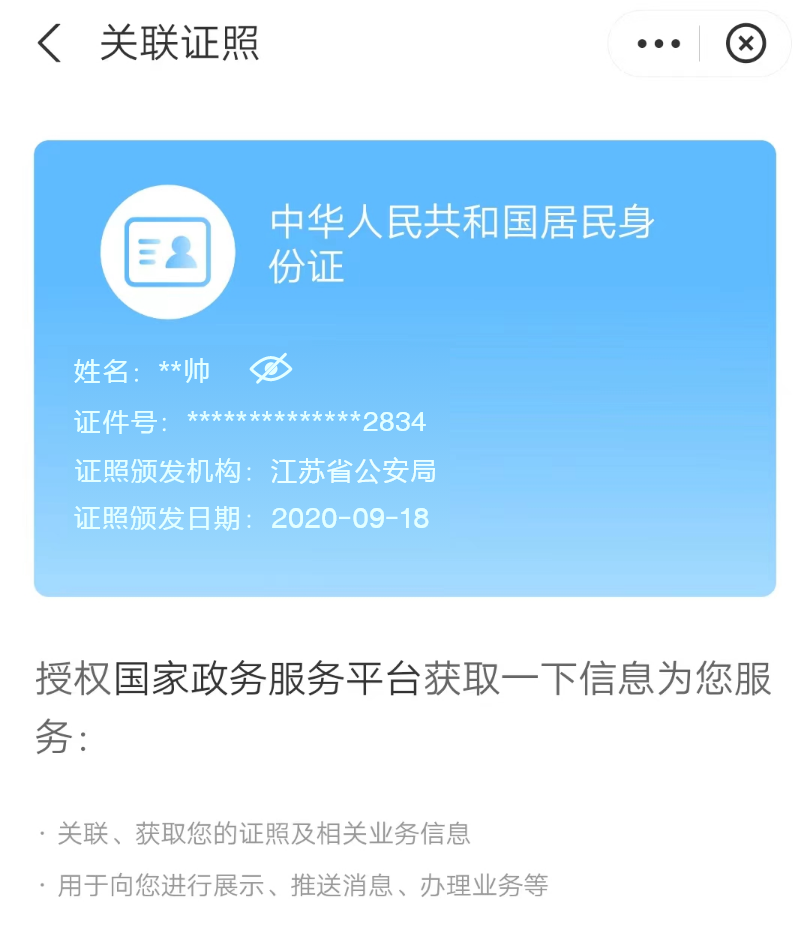 关联证照
中华人民共和国居民身
份证
姓名：**帅
证件号：**************2834
证照颁发机构：江苏省公安局
证照颁发日期：2020-09-18
授权国家政务服务平台获取一下信息为您服
务：
· 关联、获取您的证照及相关业务信息
· 用于向您进行展示、推送消息、办理业务等